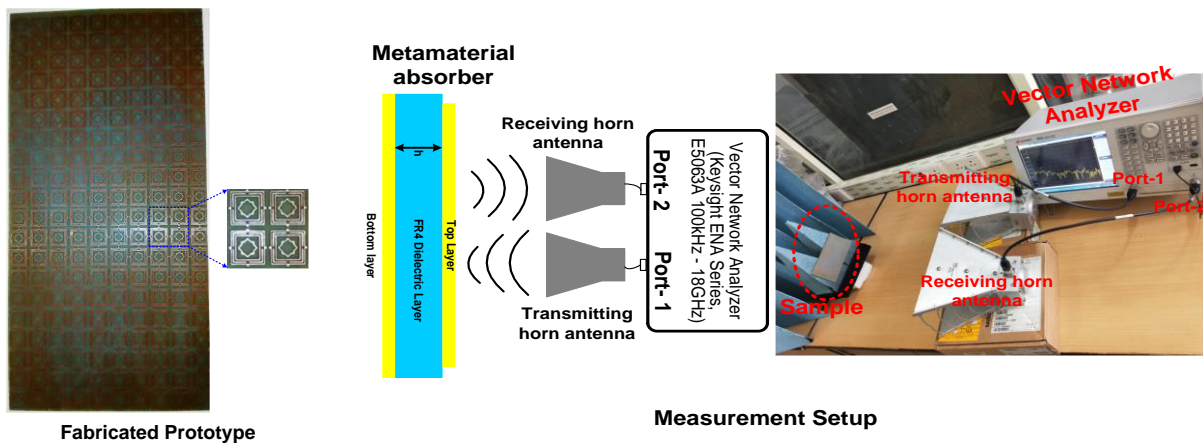 Fabricated Prototype
Metamaterial
absorber
Bottom layer
h
FR4 Dielectric Layer
Top Layer
Receiving horn
antenna
Transmitting
horn antenna
Port- 2
Port- 1
Vector Network Analyzer
(Keysight ENA Series,
E5063A 100kHz - 18GHz)
Measurement Setup
Vector Network
Analyzer
Transmitting
horn antenna
Port-1
Port-2
Receiving horn
antenna
Sample